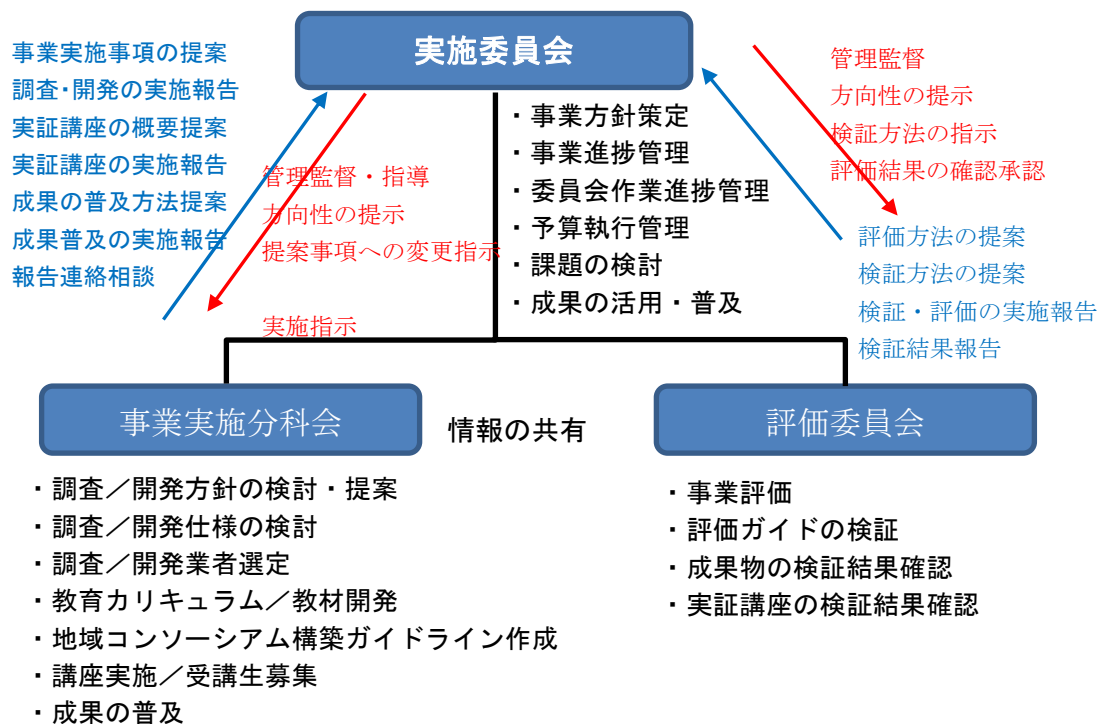 実施委員会
事業実施事項の提案
調査・開発の実施報告
実証講座の概要提案
実証講座の実施報告
成果の普及方法提案
成果普及の実施報告
報告連絡相談
管理監督・指導
方向性の提示
提案事項への変更指示
実施指示
・事業方針策定
・事業進捗管理
・委員会作業進捗管理
・予算執行管理
・課題の検討
・成果の活用・普及
管理監督
方向性の提示
検証方法の指示
評価結果の確認承認
評価方法の提案
検証方法の提案
検証・評価の実施報告
検証結果報告
事業実施分科会
情報の共有
評価委員会
・調査／開発方針の検討・提案
・調査／開発仕様の検討
・調査／開発業者選定
・教育カリキュラム／教材開発
・地域コンソーシアム構築ガイドライン作成
・講座実施／受講生募集
・成果の普及
・事業評価
・評価ガイドの検証
・成果物の検証結果確認
・実証講座の検証結果確認